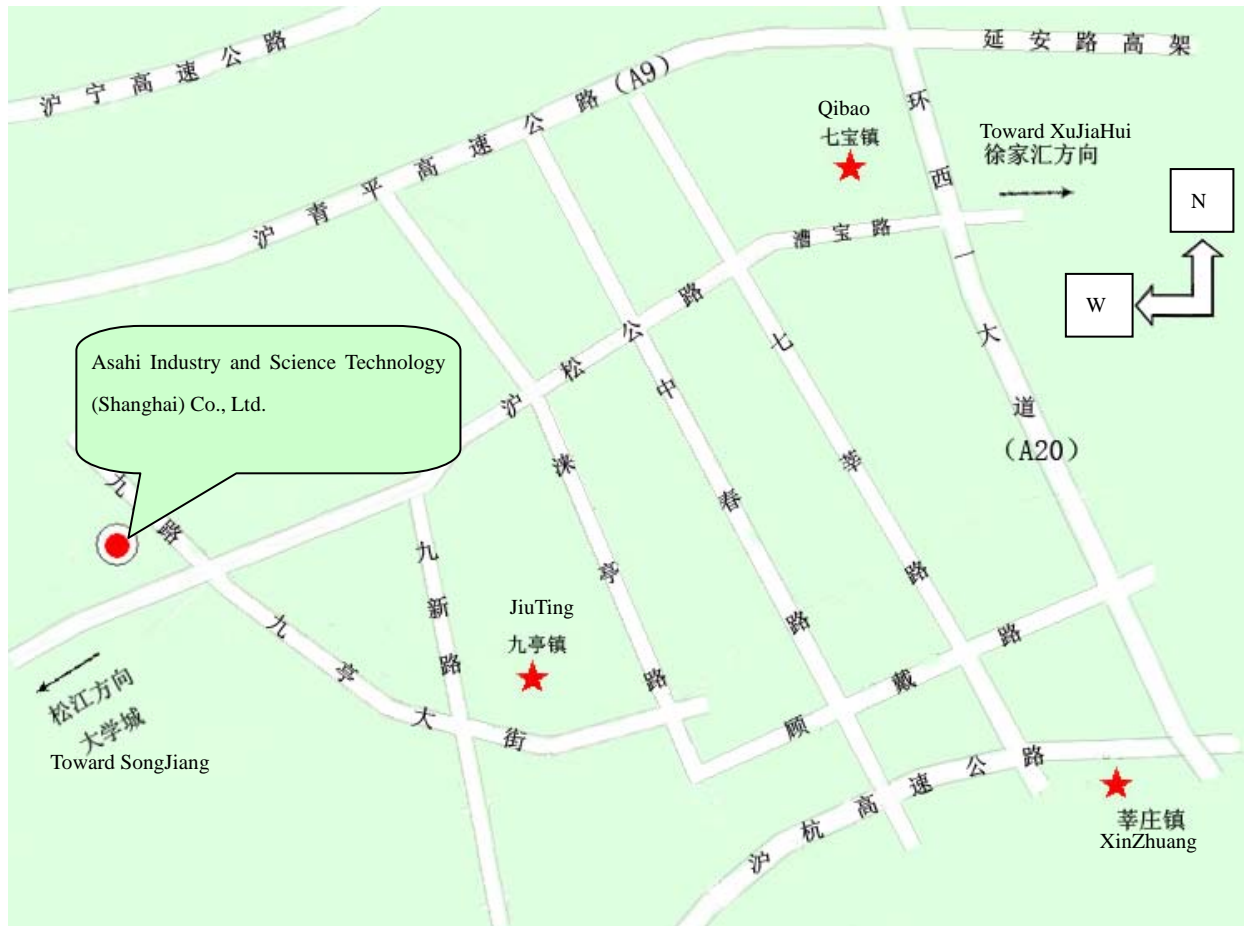 沪宁高速公路
沪青平高速公路(A9)
延安路高架
环西一大道
(A20)
Qibao
七宝镇
Toward XuJiaHui
徐家汇方向
N
W
漕宝路
沪松公路
七莘路
中春路
涞亭路
Asahi Industry and Science Technology
(Shanghai) Co., Ltd.
九
路
九新路
九亭大街
JiuTing
九亭镇
顾戴路
松江方向
大学城
Toward SongJiang
沪杭高速公路
莘庄镇
XinZhuang